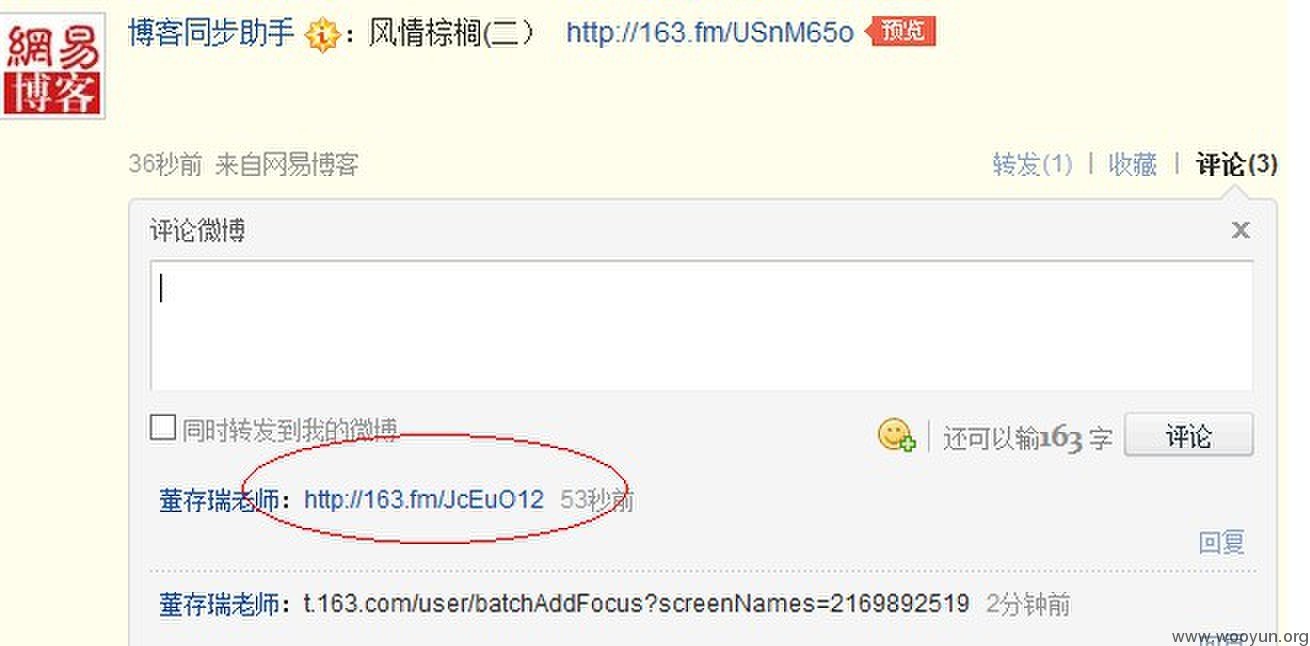 網易
博客
博客同步助手 : 风情棕榈(二） http://163.fm/USnM65o 预览
36秒前 来自网易博客
转发(1) | 收藏 | 评论(3)
评论微博 x
同时转发到我的微博
还可以输163字 评论
董存瑞老师：http://163.fm/JcEuO12 53秒前
回复
董存瑞老师：t.163.com/user/batchAddFocus?screenNames=2169892519 2分钟前
www.wooyun.org